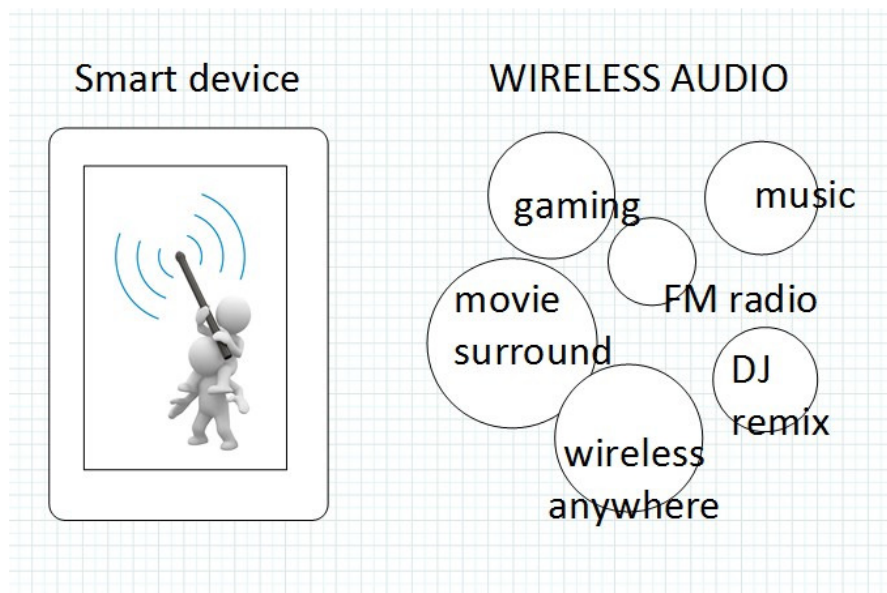 Smart device
WIRELESS AUDIO
gaming
music
FM radio
movie
surround
DJ
remix
wireless
anywhere